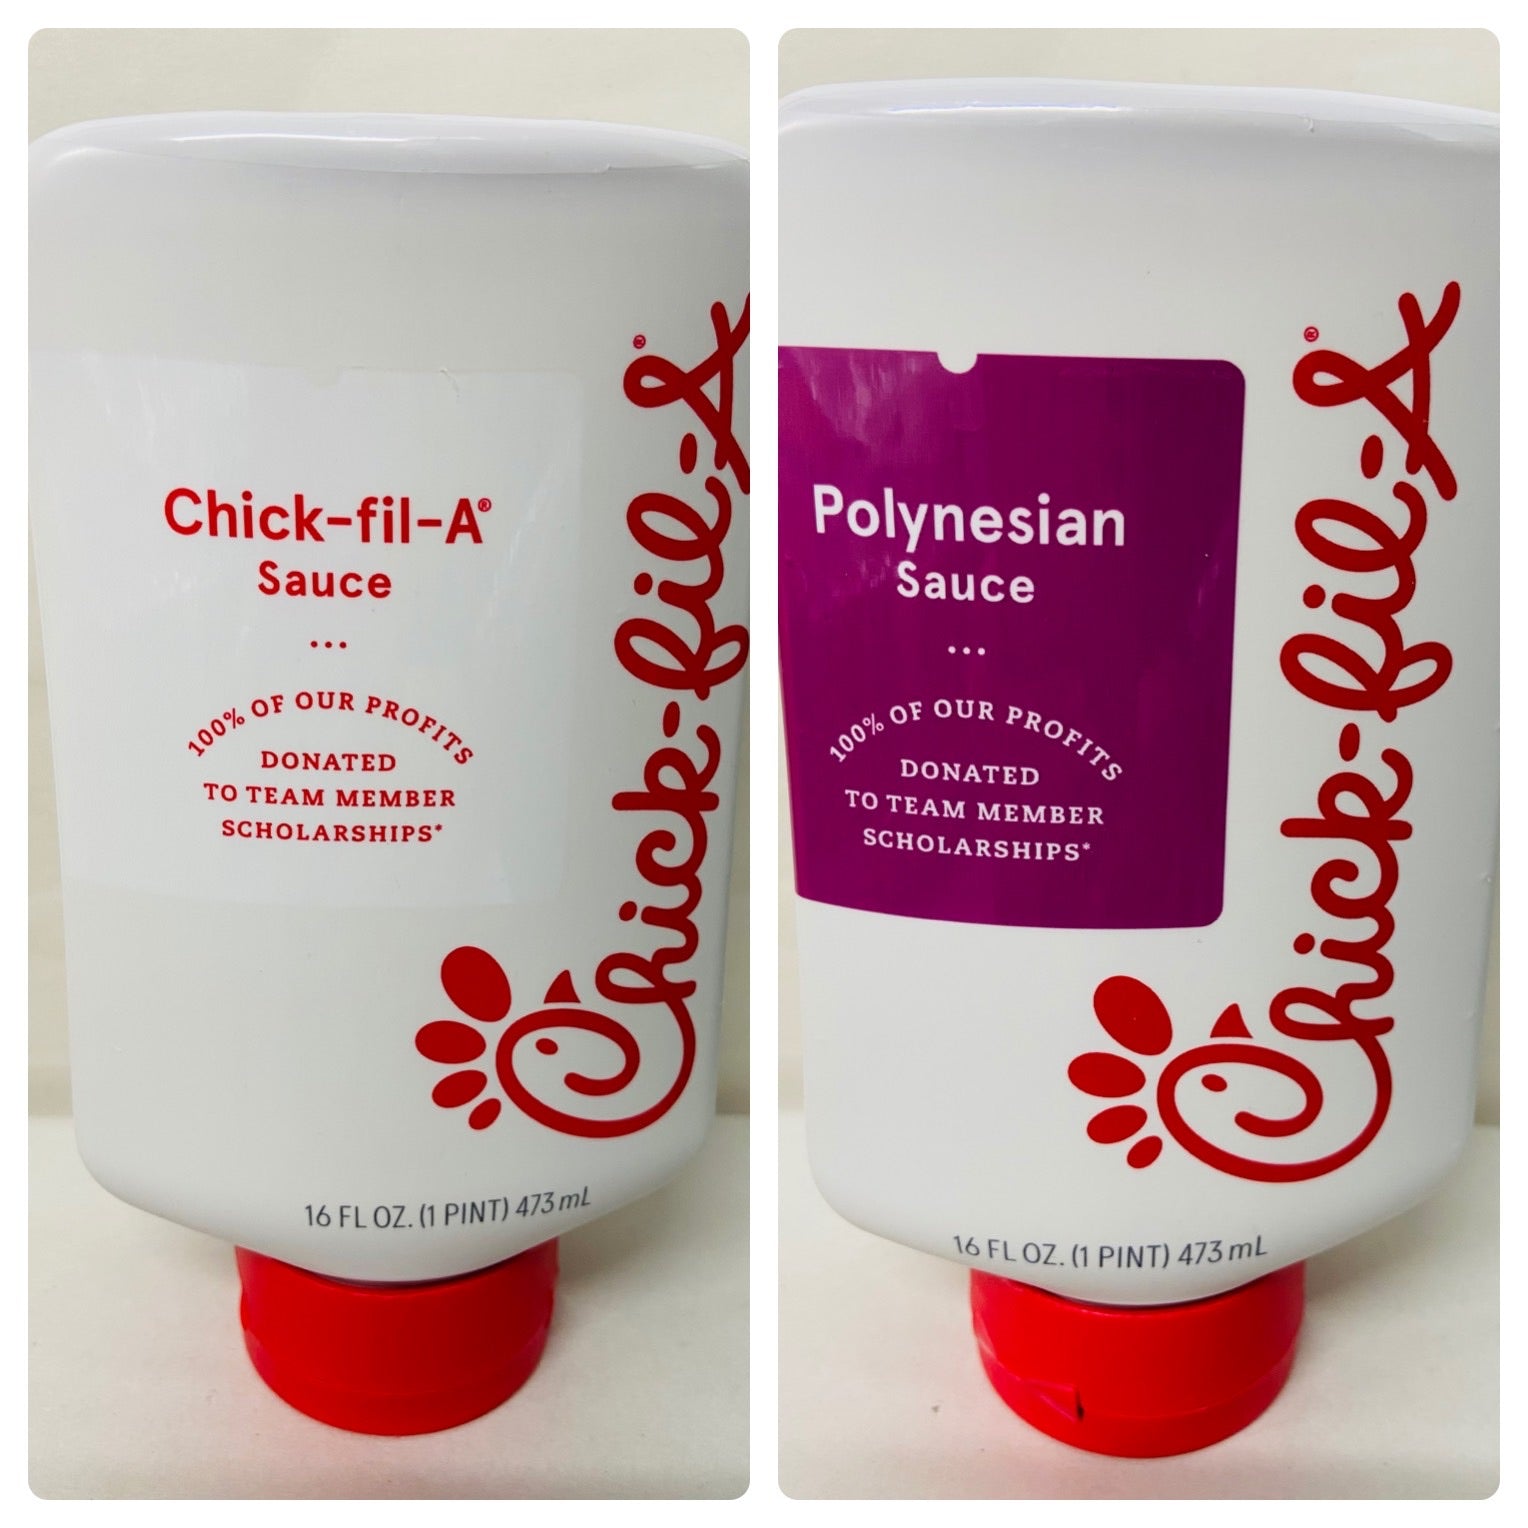 Chick-fil-A®
Sauce
...
100% OF OUR PROFITS
DONATED
TO TEAM MEMBER
SCHOLARSHIPS*
Chick-fil-A®
16 FL OZ. (1 PINT) 473 mL
Polynesian
Sauce
...
100% OF OUR PROFITS
DONATED
TO TEAM MEMBER
SCHOLARSHIPS*
Chick-fil-A®
16 FL OZ. (1 PINT) 473 mL